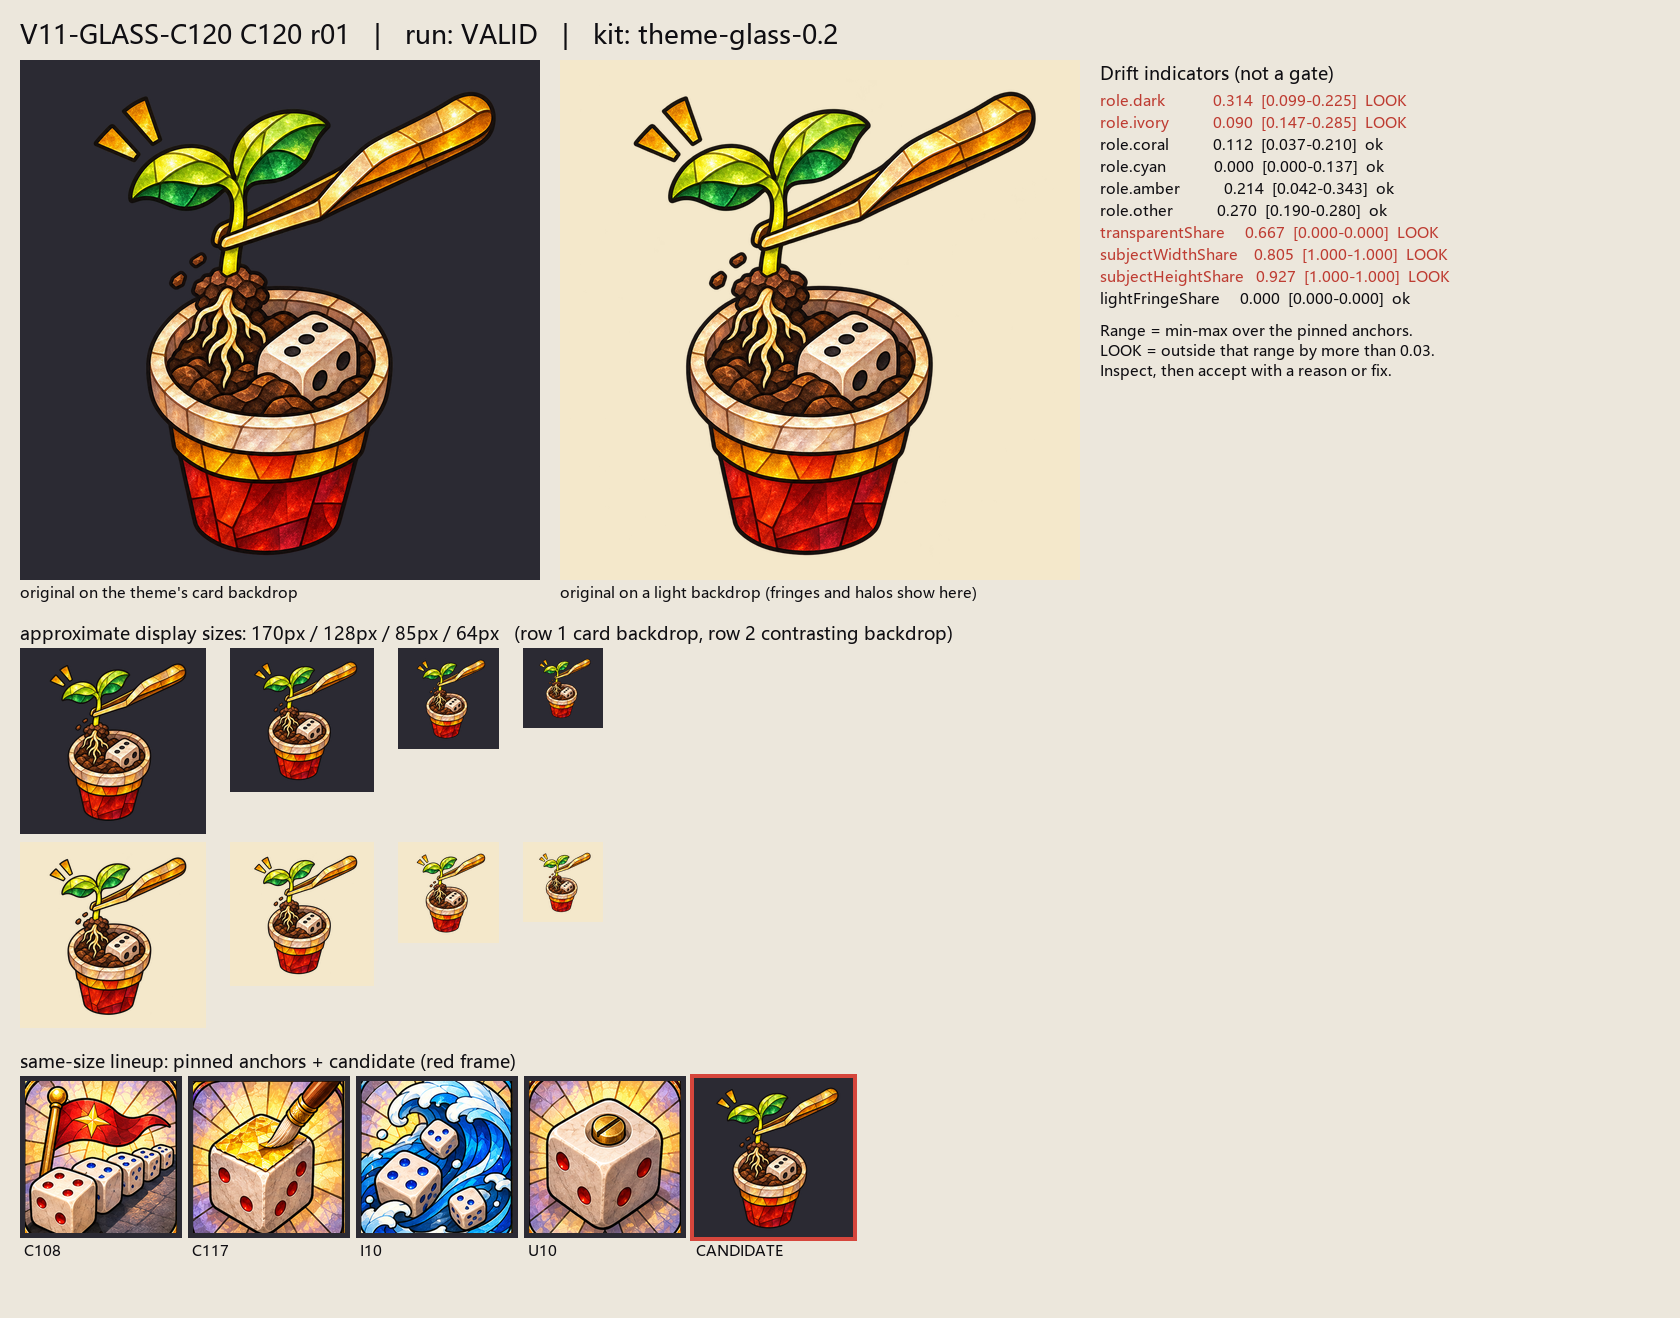 V11-GLASS-C120 C120 r01   |   run: VALID   |   kit: theme-glass-0.2
Drift indicators (not a gate)
role.dark 0.314 [0.099-0.225] LOOK
role.ivory 0.090 [0.147-0.285] LOOK
role.coral 0.112 [0.037-0.210] ok
role.cyan 0.000 [0.000-0.137] ok
role.amber 0.214 [0.042-0.343] ok
role.other 0.270 [0.190-0.280] ok
transparentShare 0.667 [0.000-0.000] LOOK
subjectWidthShare 0.805 [1.000-1.000] LOOK
subjectHeightShare 0.927 [1.000-1.000] LOOK
lightFringeShare 0.000 [0.000-0.000] ok
Range = min-max over the pinned anchors.
LOOK = outside that range by more than 0.03.
Inspect, then accept with a reason or fix.
original on the theme's card backdrop
original on a light backdrop (fringes and halos show here)
approximate display sizes: 170px / 128px / 85px / 64px   (row 1 card backdrop, row 2 contrasting backdrop)
same-size lineup: pinned anchors + candidate (red frame)
C108
C117
I10
U10
CANDIDATE